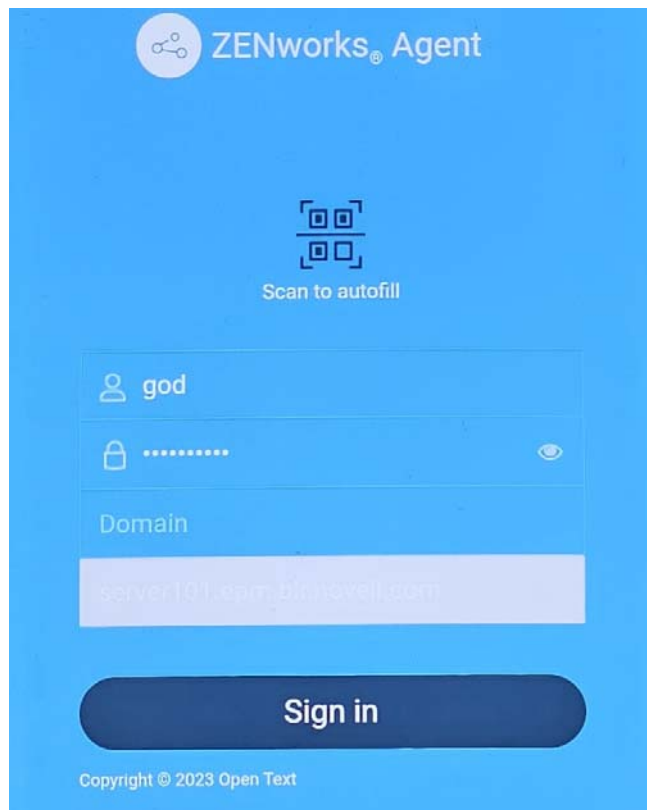 ZENworks® Agent
Scan to autofill
god
••••••••••
Domain
Sign in
Copyright © 2023 Open Text